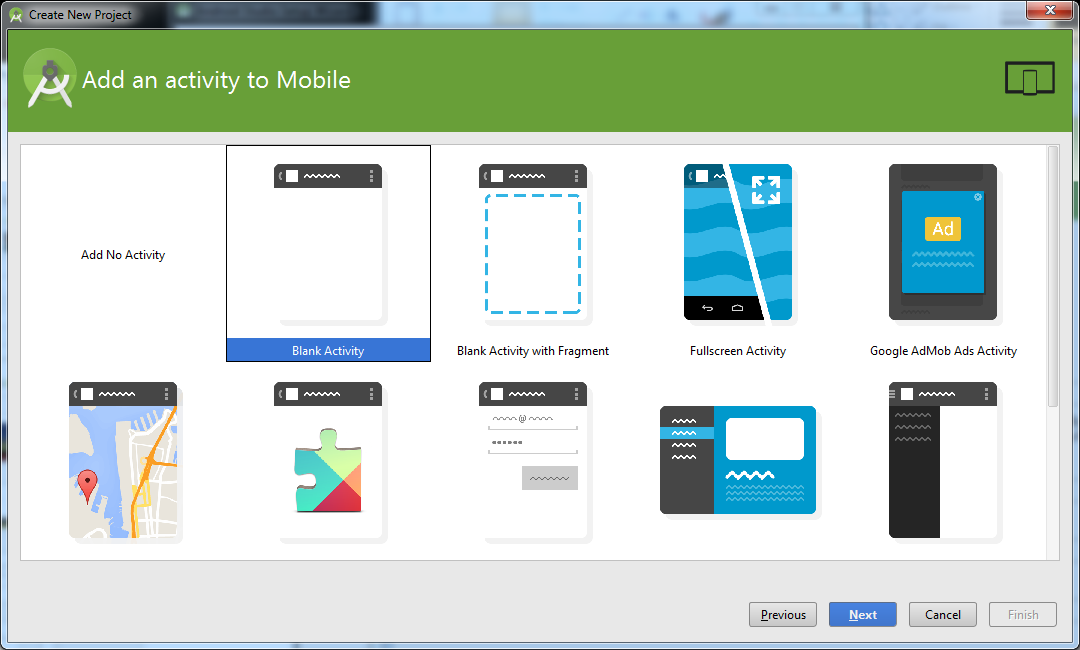 Create New Project
Add an activity to Mobile
Ad
Add No Activity
Blank Activity
Blank Activity with Fragment
Fullscreen Activity
Google AdMob Ads Activity
@
Previous
Next
Cancel
Finish